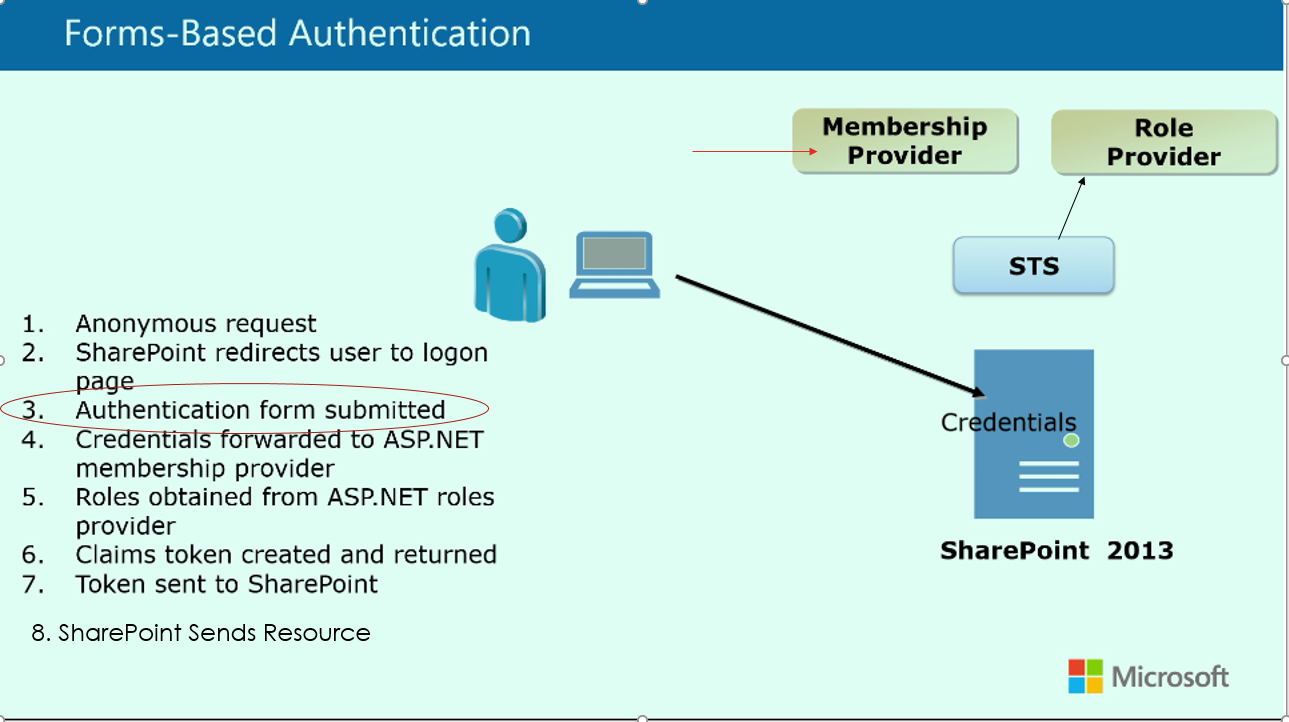 Forms-Based Authentication
Membership
Provider
Role
Provider
STS
1. Anonymous request
2. SharePoint redirects user to logon
page
3. Authentication form submitted
4. Credentials forwarded to ASP.NET
membership provider
5. Roles obtained from ASP.NET roles
provider
6. Claims token created and returned
7. Token sent to SharePoint
8. SharePoint Sends Resource
Credentials
SharePoint 2013
Microsoft